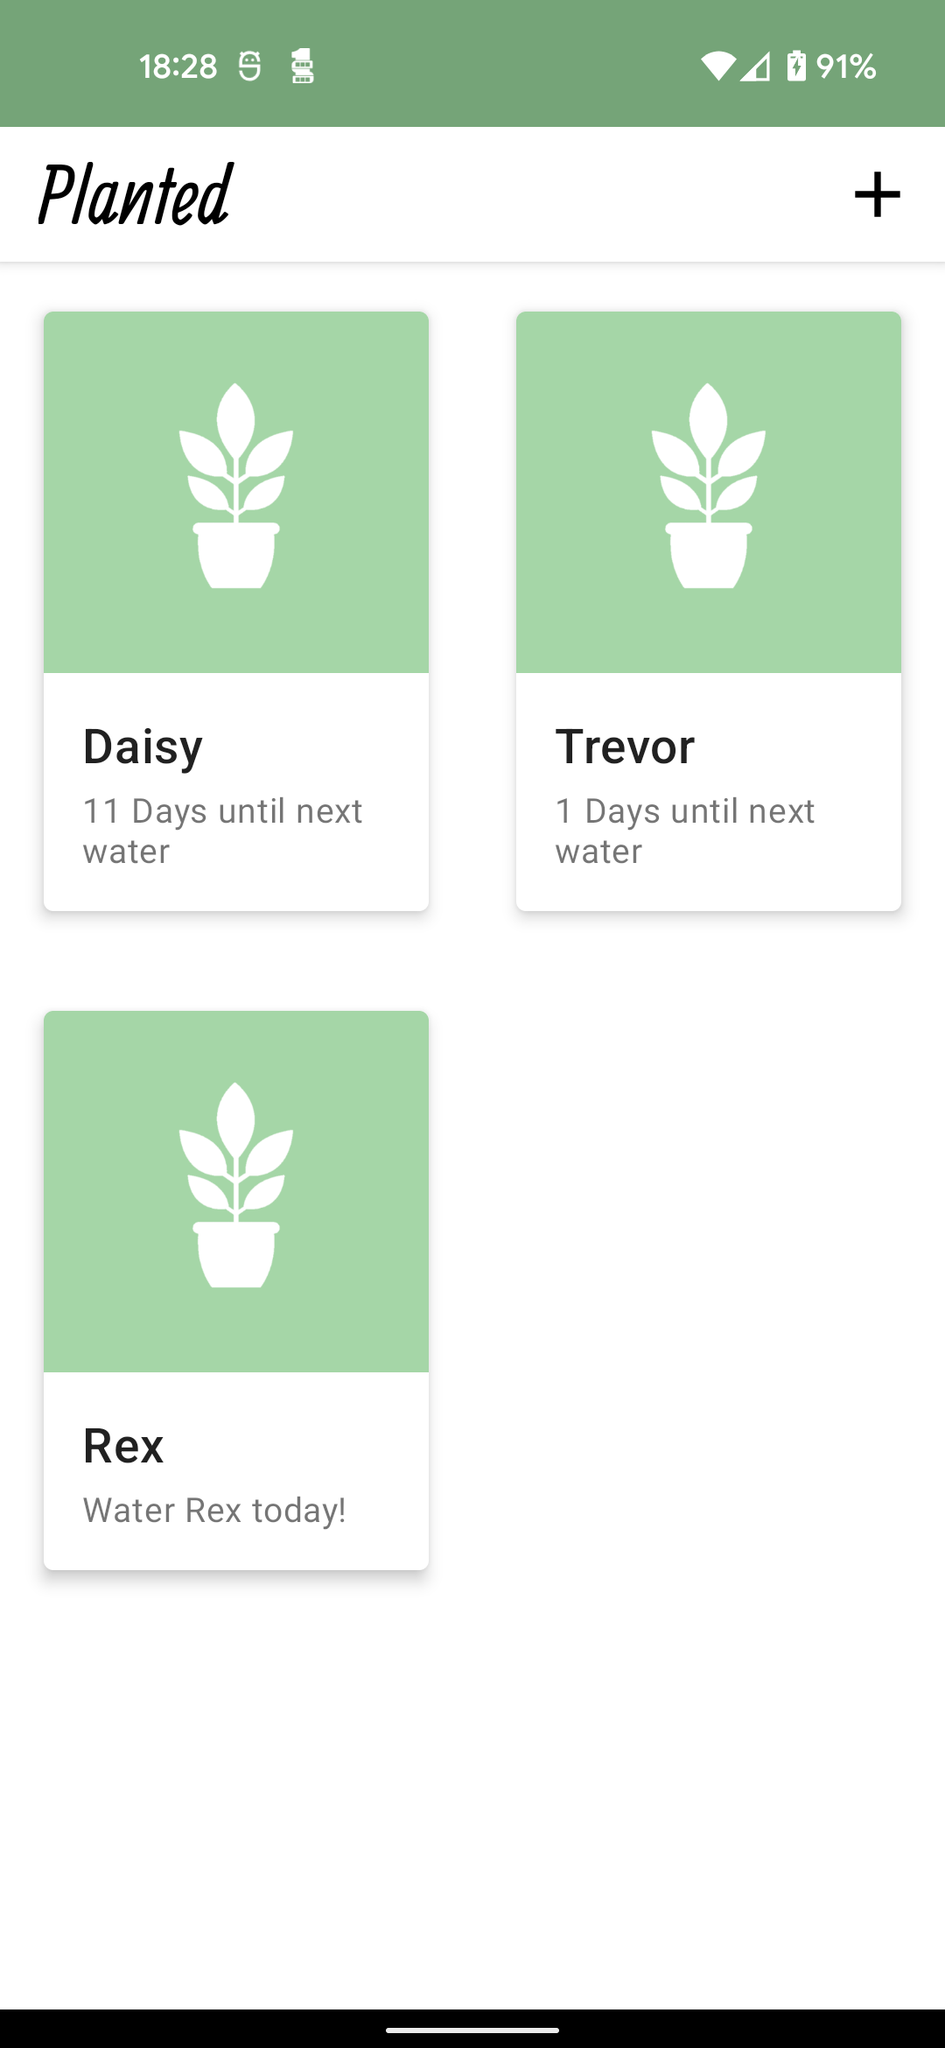 18:28
91%
Planted
Daisy
11 Days until next
water
Trevor
1 Days until next
water
Rex
Water Rex today!